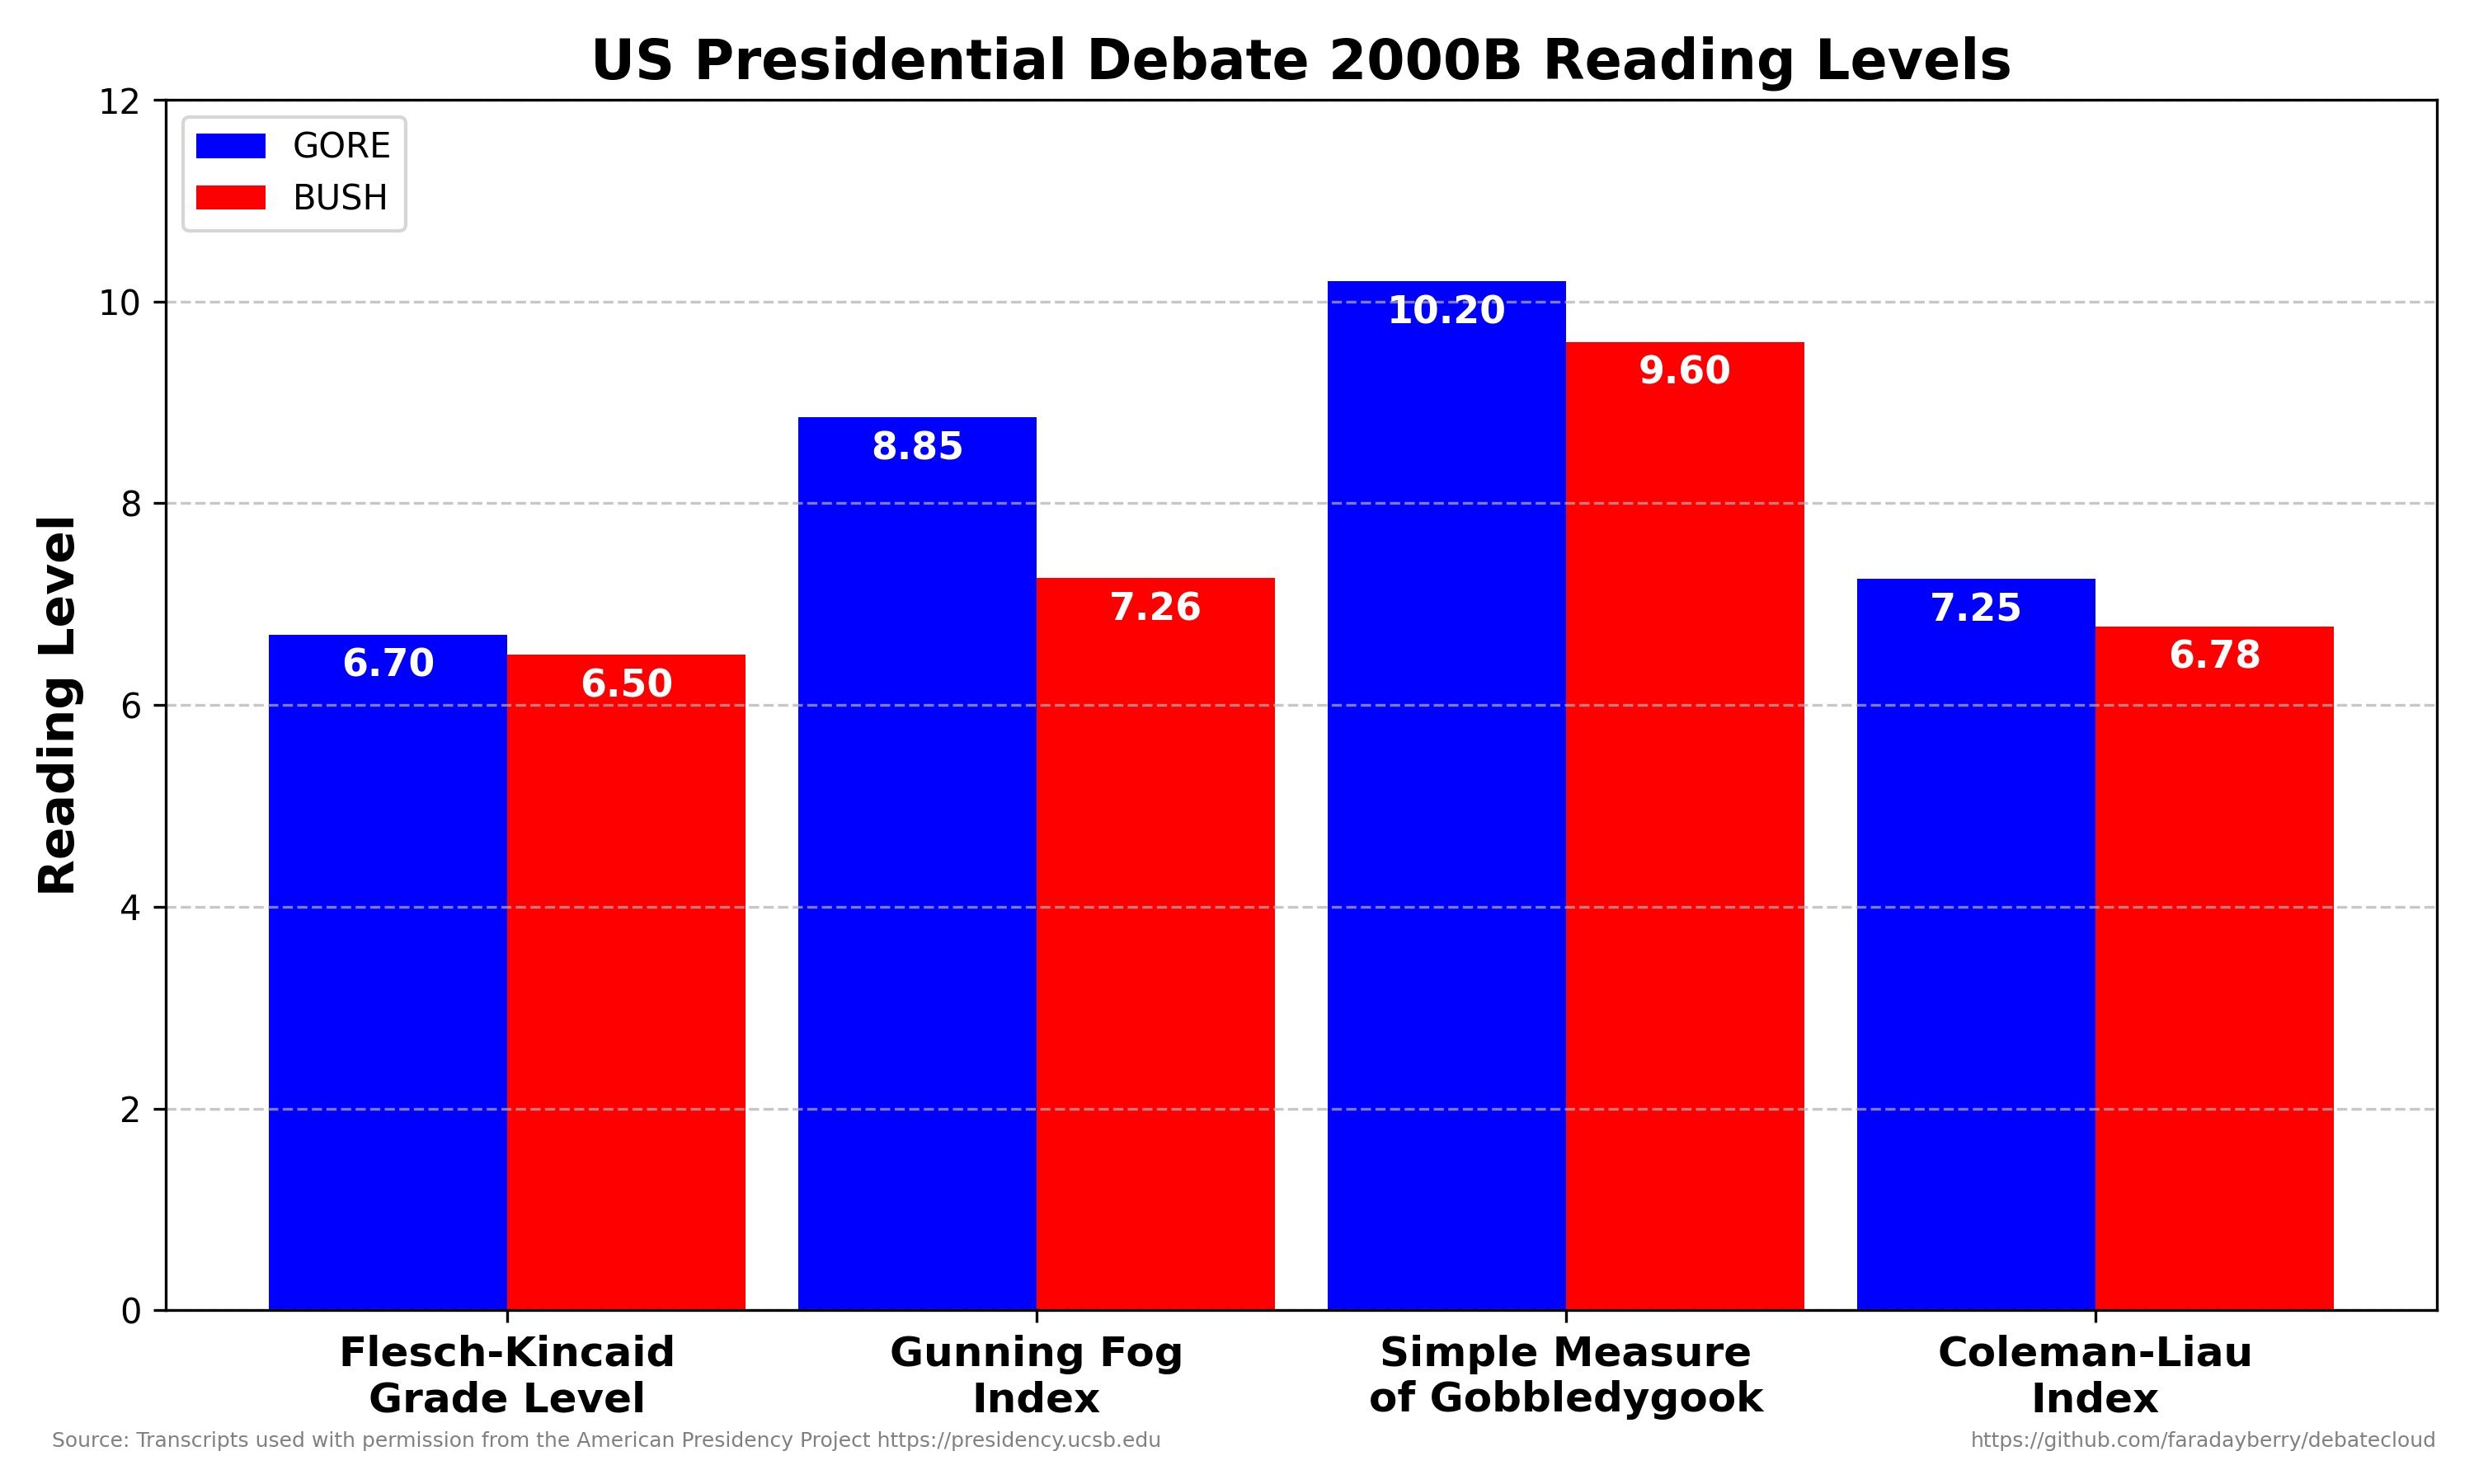 US Presidential Debate 2000B Reading Levels
12
10
8
6
4
2
0
Reading Level
GORE
BUSH
6.70
6.50
8.85
7.26
10.20
9.60
7.25
6.78
Flesch-Kincaid
Grade Level
Gunning Fog
Index
Simple Measure
of Gobbledygook
Coleman-Liau
Index
Source: Transcripts used with permission from the American Presidency Project https://presidency.ucsb.edu
https://github.com/faradayberry/debatecloud